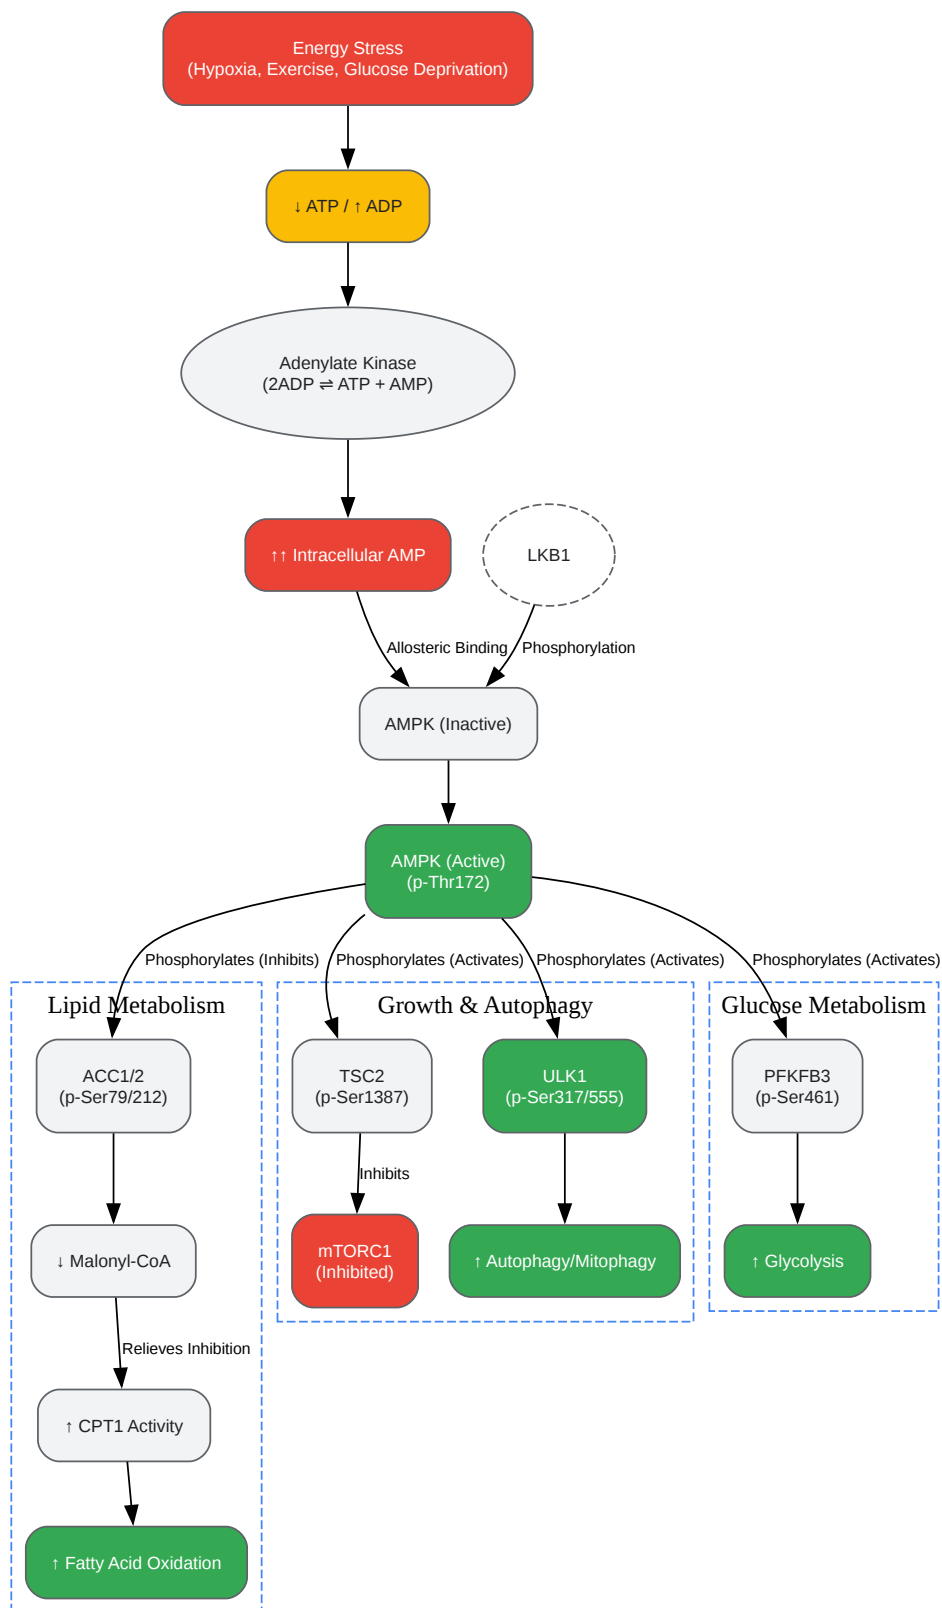 Energy Stress
(Hypoxia, Exercise, Glucose Deprivation)
↓ ATP / ↑ ADP
Adenylate Kinase
(2ADP ⇌ ATP + AMP)
↑↑ Intracellular AMP
LKB1
Allosteric Binding
Phosphorylation
AMPK (Inactive)
AMPK (Active)
(p-Thr172)
Phosphorylates (Inhibits)
Phosphorylates (Activates)
Phosphorylates (Activates)
Phosphorylates (Activates)
Lipid Metabolism
ACC1/2
(p-Ser79/212)
↓ Malonyl-CoA
Relieves Inhibition
↑ CPT1 Activity
↑ Fatty Acid Oxidation
Growth & Autophagy
TSC2
(p-Ser1387)
Inhibits
mTORC1
(Inhibited)
ULK1
(p-Ser317/555)
↑ Autophagy/Mitophagy
Glucose Metabolism
PFKFB3
(p-Ser461)
↑ Glycolysis